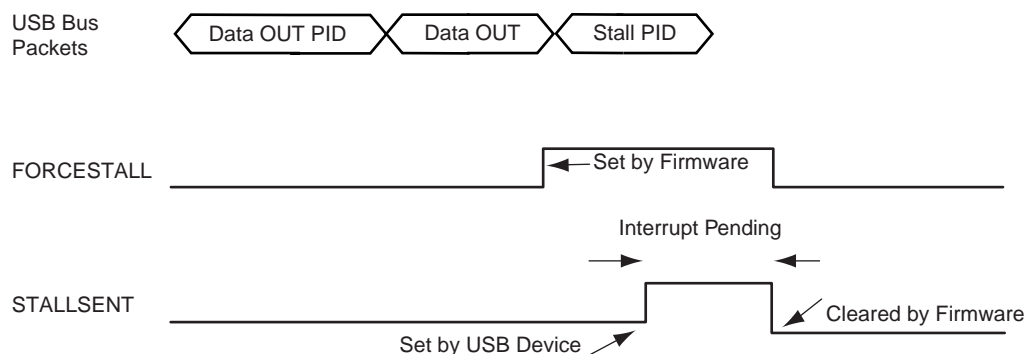 USB Bus
Packets
Data OUT PID
Data OUT
Stall PID
FORCESTALL
Set by Firmware
Interrupt Pending
STALLSENT
Cleared by Firmware
Set by USB Device